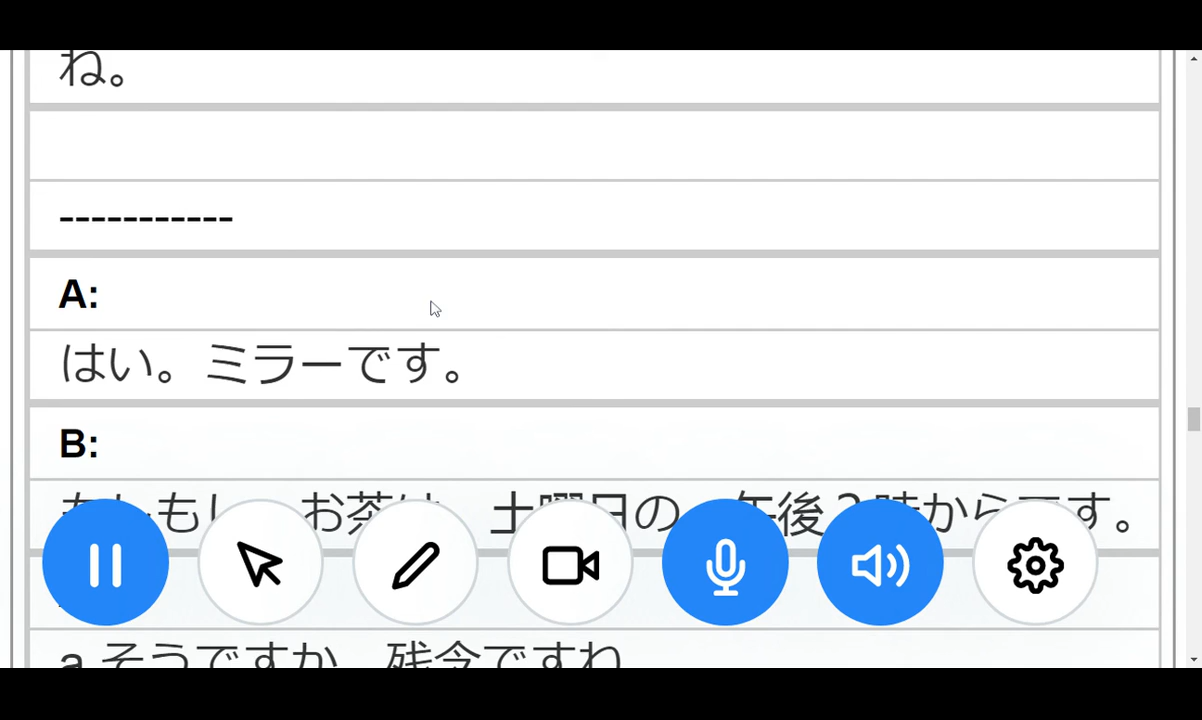 ね。
-----------
A:
はい。ミラーです。
B:
もしもし、お茶は、土曜日の、午後2時からです。
a そうですか、残念ですね